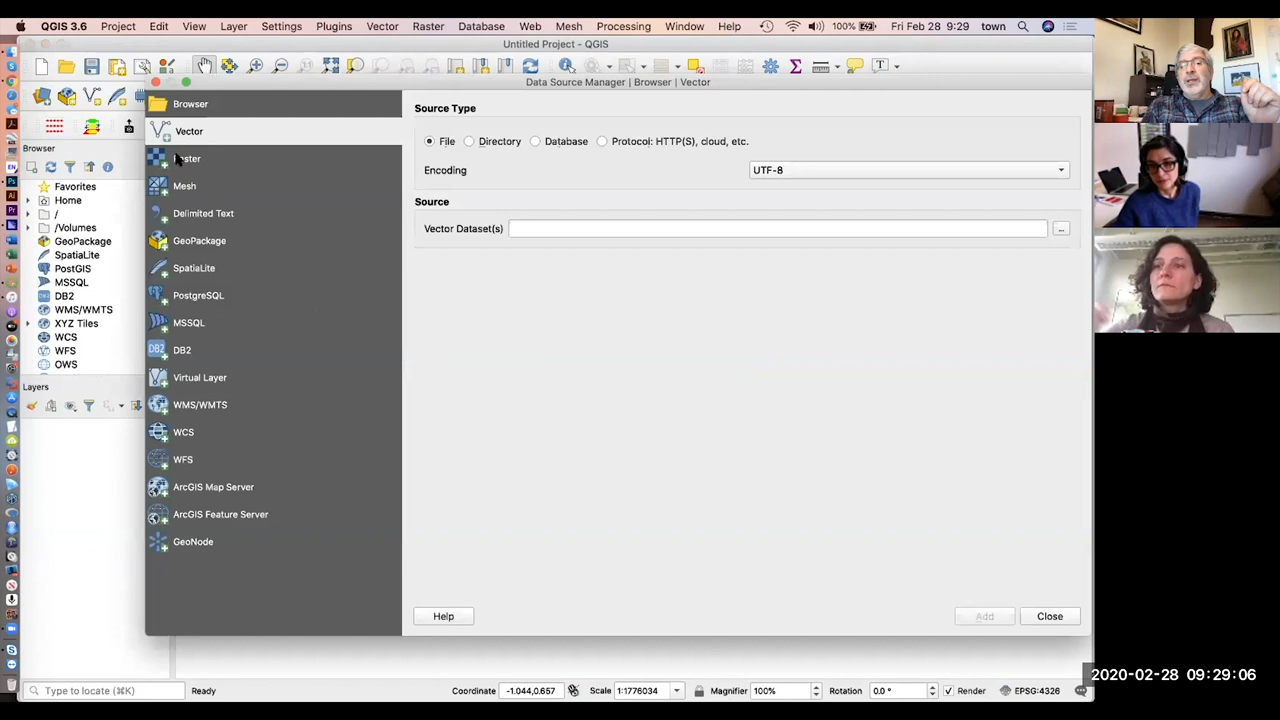 QGIS 3.6 Project Edit View Layer Settings Plugins Vector Raster Database Web Mesh Processing Window Help 100% Fri Feb 28 9:29 town
Untitled Project - QGIS
Data Source Manager | Browser | Vector
Browser
Vector
Mesh
Delimited Text
GeoPackage
SpatiaLite
PostgreSQL
MSSQL
DB2
Virtual Layer
WMS/WMTS
WCS
WFS
ArcGIS Map Server
ArcGIS Feature Server
GeoNode
Source Type
File Directory Database Protocol: HTTP(S), cloud, etc.
Encoding UTF-8
Source
Vector Dataset(s) ...
Help Add Close
Browser
Favorites
Home
/
/Volumes
GeoPackage
SpatiaLite
PostGIS
MSSQL
DB2
WMS/WMTS
XYZ Tiles
WCS
WFS
OWS
Layers
Type to locate (⌘K) Ready Coordinate -1.044,0.657 Scale 1:1776034 Magnifier 100% Rotation 0.0 ° Render EPSG:4326
2020-02-28 09:29:06